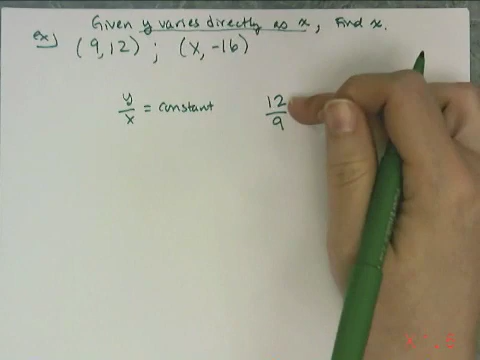 Given y varies directly as x, Find x.
ex) (9,12) ; (x,-16)
y/x = constant 12/9